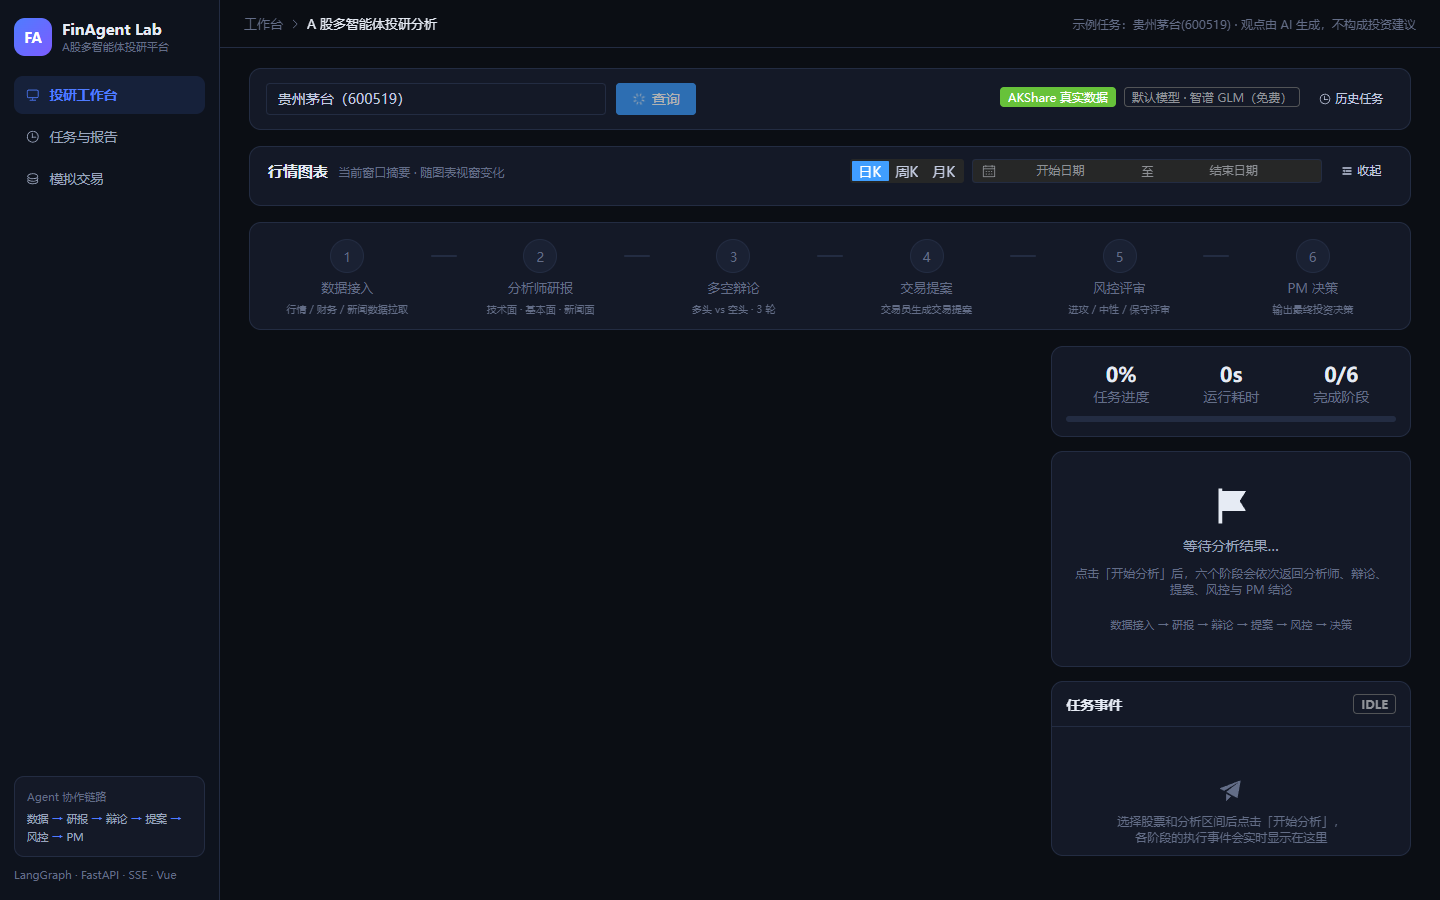 FA
FinAgent Lab
A股多智能体投研平台
投研工作台
任务与报告
模拟交易
Agent 协作链路
数据 → 研报 → 辩论 → 提案 →
风控 → PM
LangGraph · FastAPI · SSE · Vue
工作台 > A 股多智能体投研分析
示例任务：贵州茅台(600519) · 观点由 AI 生成，不构成投资建议
贵州茅台（600519）
查询
AKShare 真实数据
默认模型 · 智谱 GLM（免费）
历史任务
行情图表 当前窗口摘要 · 随图表视窗变化
日K 周K 月K
开始日期 至 结束日期
收起
1
数据接入
行情 / 财务 / 新闻数据拉取
2
分析师研报
技术面 · 基本面 · 新闻面
3
多空辩论
多头 vs 空头 · 3 轮
4
交易提案
交易员生成交易提案
5
风控评审
进攻 / 中性 / 保守评审
6
PM 决策
输出最终投资决策
0%
任务进度
0s
运行耗时
0/6
完成阶段
等待分析结果...
点击「开始分析」后，六个阶段会依次返回分析师、辩论、
提案、风控与 PM 结论
数据接入 → 研报 → 辩论 → 提案 → 风控 → 决策
任务事件
IDLE
选择股票和分析区间后点击「开始分析」，
各阶段的执行事件会实时显示在这里